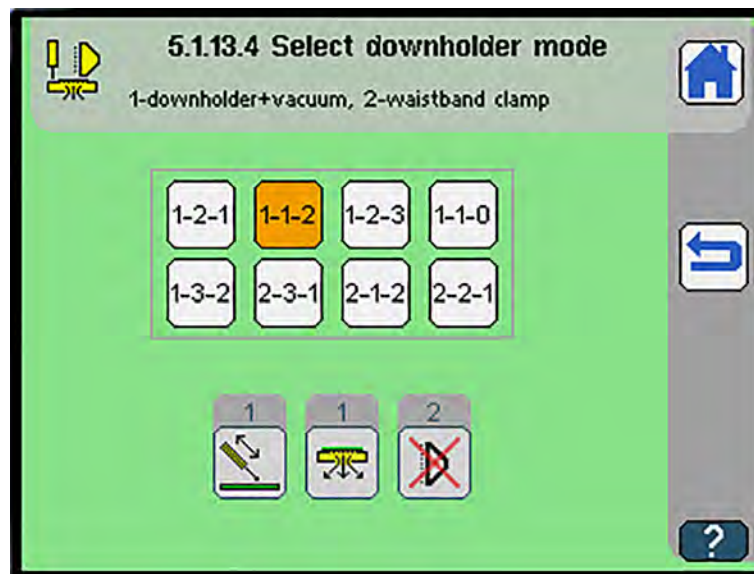 5.1.13.4 Select downholder mode
1-downholder+vacuum, 2-waistband clamp
1-2-1 1-1-2 1-2-3 1-1-0
1-3-2 2-3-1 2-1-2 2-2-1
1 1 2
?